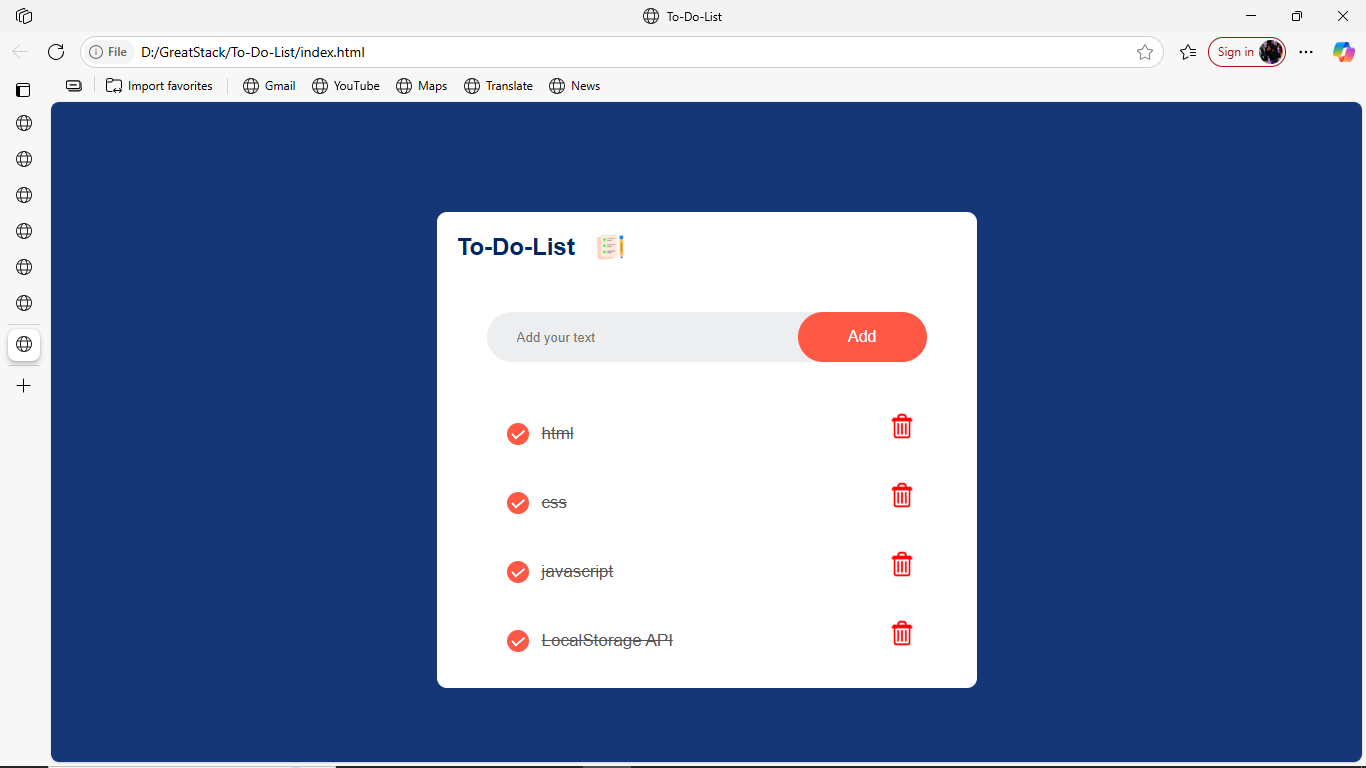 To-Do-List
File D:/GreatStack/To-Do-List/index.html Sign in
Import favorites Gmail YouTube Maps Translate News
To-Do-List
Add your text Add
html
css
javascript
LocalStorage API